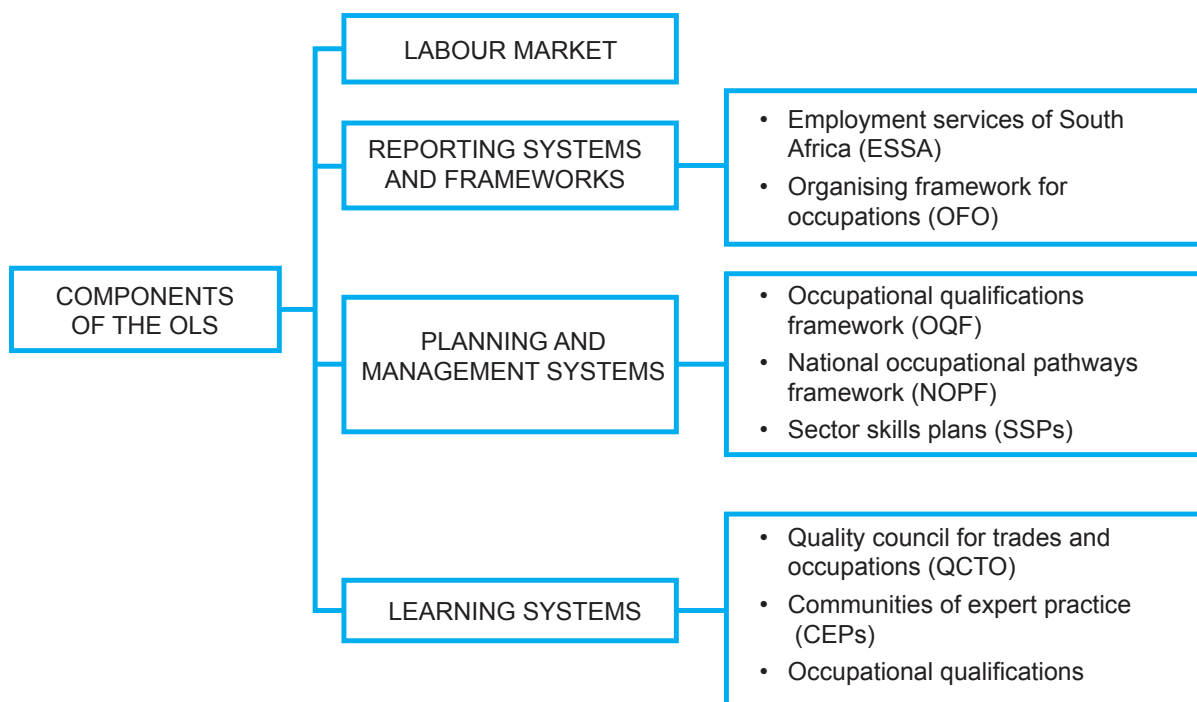 COMPONENTS
OF THE OLS
LABOUR MARKET
REPORTING SYSTEMS
AND FRAMEWORKS
• Employment services of South
Africa (ESSA)
• Organising framework for
occupations (OFO)
PLANNING AND
MANAGEMENT SYSTEMS
• Occupational qualifications
framework (OQF)
• National occupational pathways
framework (NOPF)
• Sector skills plans (SSPs)
LEARNING SYSTEMS
• Quality council for trades and
occupations (QCTO)
• Communities of expert practice
(CEPs)
• Occupational qualifications